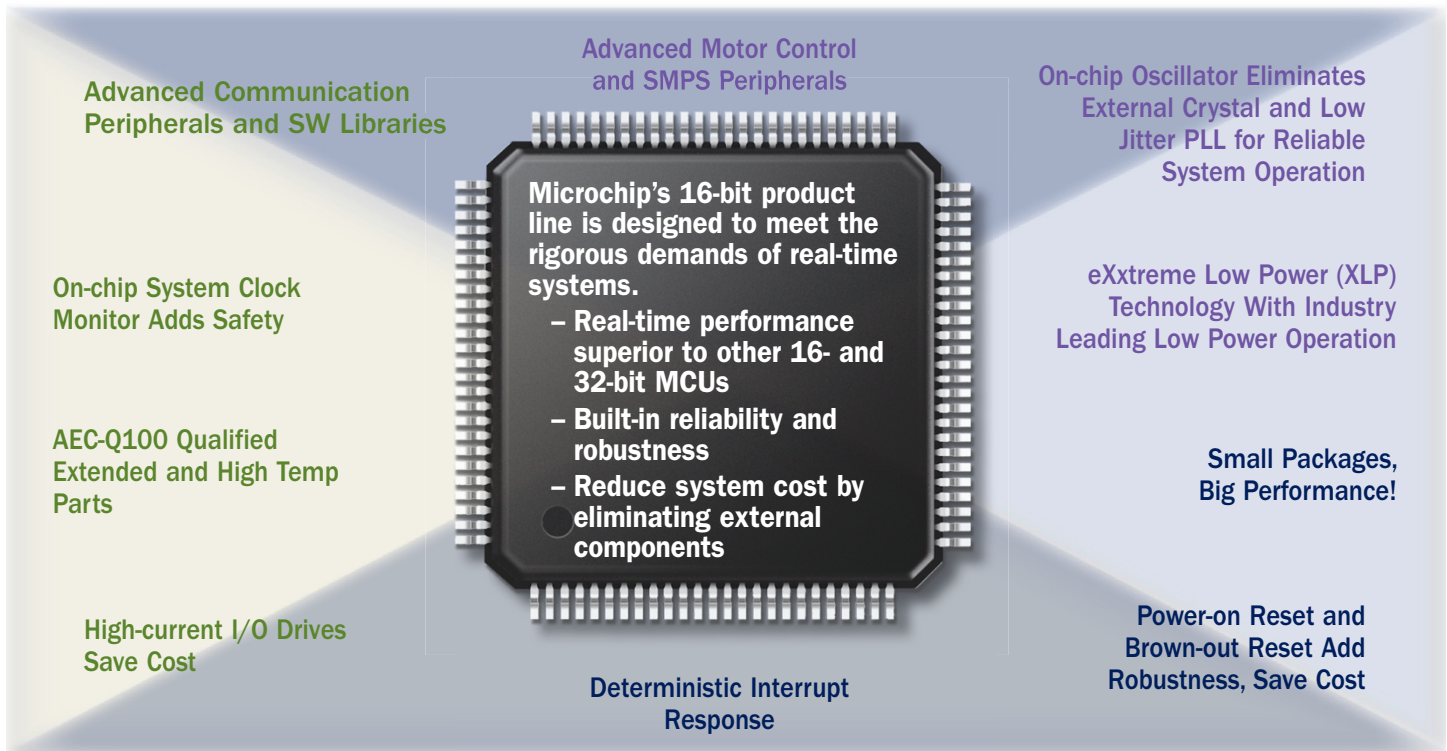 Advanced Motor Control
and SMPS Peripherals
Advanced Communication
Peripherals and SW Libraries
On-chip System Clock
Monitor Adds Safety
AEC-Q100 Qualified
Extended and High Temp
Parts
High-current I/O Drives
Save Cost
Microchip's 16-bit product
line is designed to meet the
rigorous demands of real-time
systems.
– Real-time performance
superior to other 16- and
32-bit MCUs
– Built-in reliability and
robustness
– Reduce system cost by
eliminating external
components
On-chip Oscillator Eliminates
External Crystal and Low
Jitter PLL for Reliable
System Operation
eXxtreme Low Power (XLP)
Technology With Industry
Leading Low Power Operation
Small Packages,
Big Performance!
Power-on Reset and
Brown-out Reset Add
Robustness, Save Cost
Deterministic Interrupt
Response